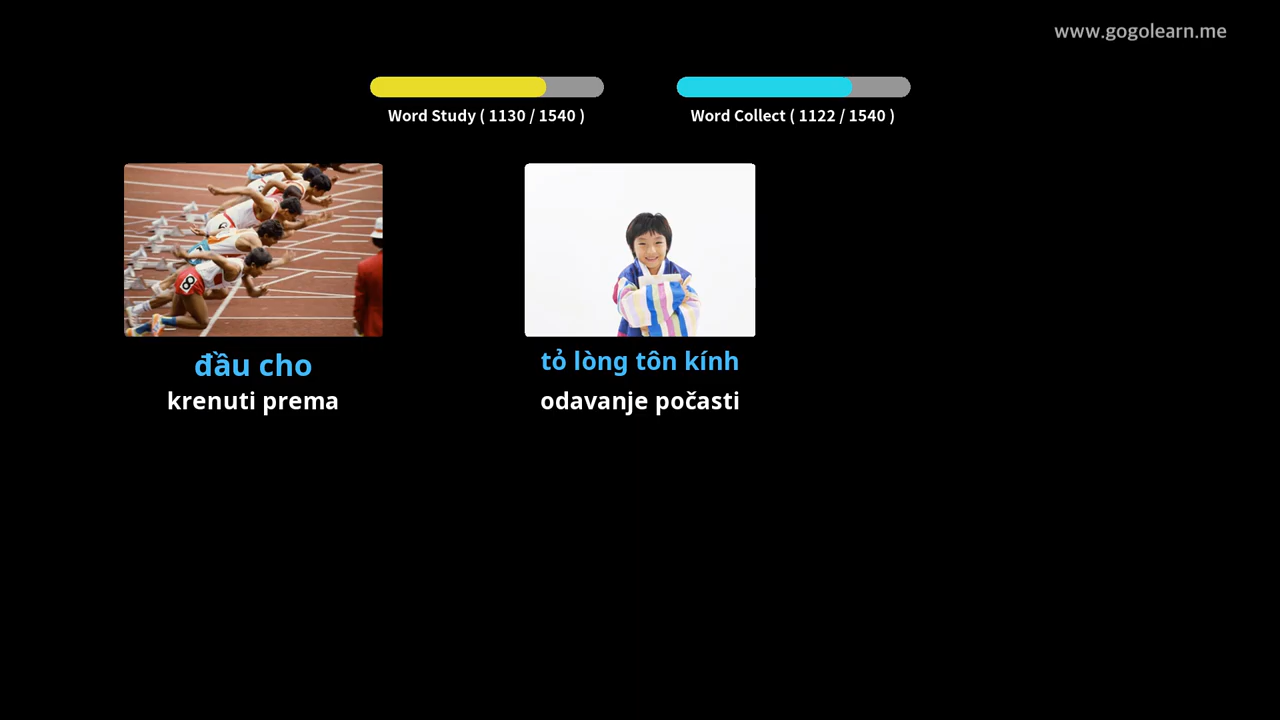 www.gogolearn.me
Word Study ( 1130 / 1540 )
Word Collect ( 1122 / 1540 )
8
đầu cho
krenuti prema
tỏ lòng tôn kính
odavanje počasti